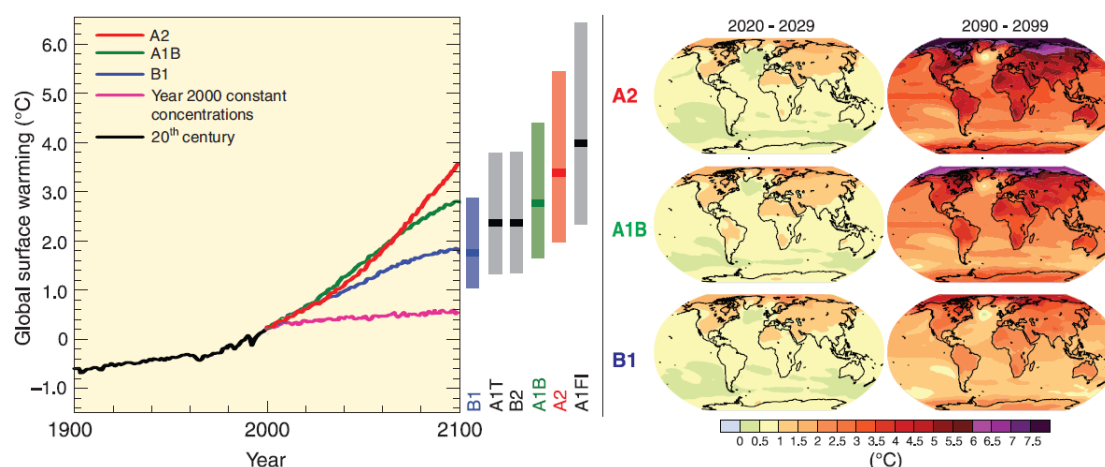 Global surface warming (°C)
6.0
5.0
4.0
3.0
2.0
1.0
0
–1.0
A2
A1B
B1
Year 2000 constant
concentrations
20th century
1900
2000
2100
Year
B1
A1T
B2
A1B
A2
A1FI
2020 - 2029
2090 - 2099
A2
A1B
B1
0 0.5 1 1.5 2 2.5 3 3.5 4 4.5 5 5.5 6 6.5 7 7.5
(°C)